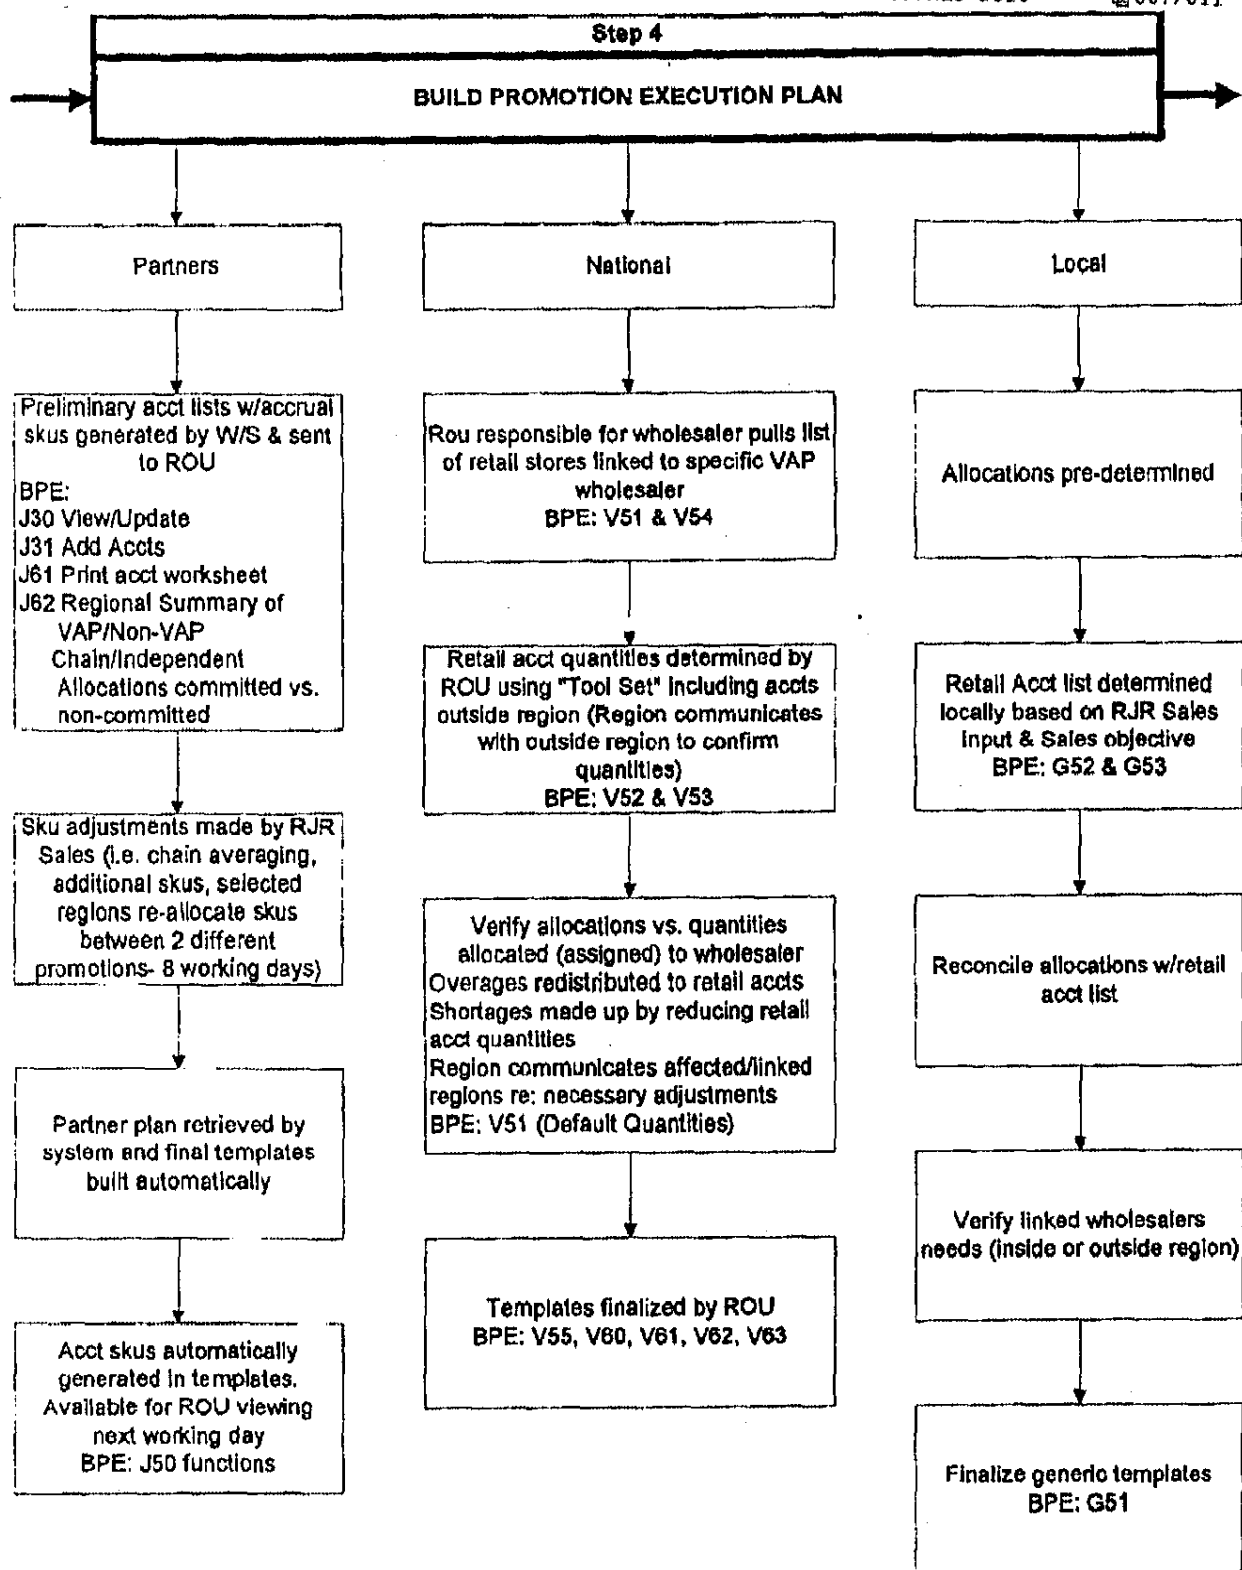 Step 4
BUILD PROMOTION EXECUTION PLAN
Partners
Preliminary acct lists w/accrual
skus generated by W/S & sent
to ROU
BPE:
J30 View/Update
J31 Add Accts
J61 Print acct worksheet
J62 Regional Summary of
VAP/Non-VAP
Chain/Independent
Allocations committed vs.
non-committed
Sku adjustments made by RJR
Sales (i.e. chain averaging,
additional skus, selected
regions re-allocate skus
between 2 different
promotions- 8 working days)
Partner plan retrieved by
system and final templates
built automatically
Acct skus automatically
generated in templates.
Available for ROU viewing
next working day
BPE: J50 functions
National
Rou responsible for wholesaler pulls list
of retail stores linked to specific VAP
wholesaler
BPE: V51 & V54
Retail acct quantities determined by
ROU using "Tool Set" including accts
outside region (Region communicates
with outside region to confirm
quantities)
BPE: V52 & V53
Verify allocations vs. quantities
allocated (assigned) to wholesaler
Overages redistributed to retail accts
Shortages made up by reducing retail
acct quantities
Region communicates affected/linked
regions re: necessary adjustments
BPE: V51 (Default Quantities)
Templates finalized by ROU
BPE: V55, V60, V61, V62, V63
Local
Allocations pre-determined
Retail Acct list determined
locally based on RJR Sales
Input & Sales objective
BPE: G52 & G53
Reconcile allocations w/retail
acct list
Verify linked wholesalers
needs (inside or outside region)
Finalize generic templates
BPE: G51